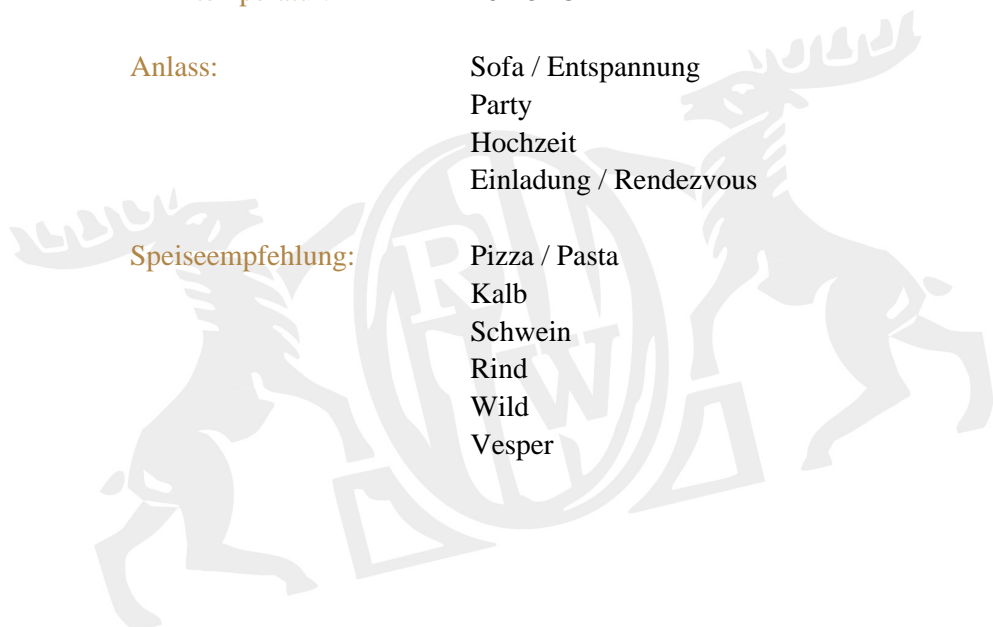 Anlass: Sofa / Entspannung
Party
Hochzeit
Einladung / Rendezvous
Speiseempfehlung: Pizza / Pasta
Kalb
Schwein
Rind
Wild
Vesper
R
W